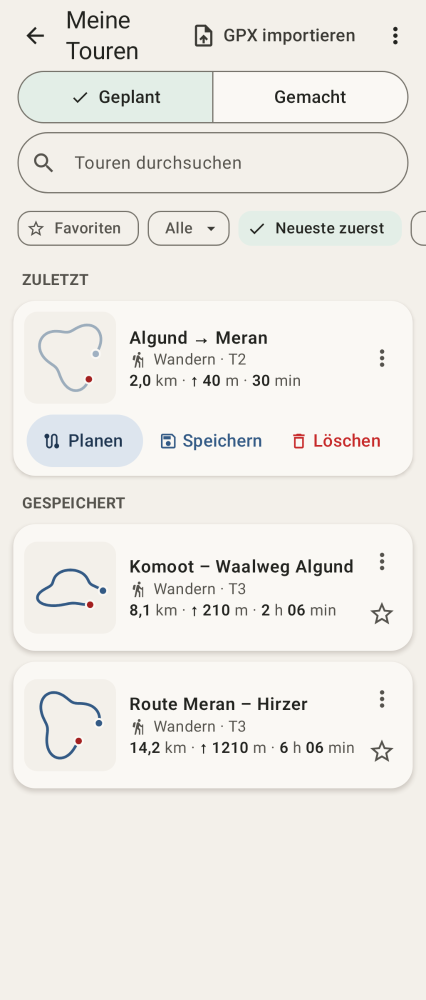 Meine
Touren
GPX importieren
Geplant
Gemacht
Touren durchsuchen
Favoriten
Alle
Neueste zuerst
ZULETZT
Algund → Meran
Wandern · T2
2,0 km · ↑ 40 m · 30 min
Planen
Speichern
Löschen
GESPEICHERT
Komoot – Waalweg Algund
Wandern · T3
8,1 km · ↑ 210 m · 2 h 06 min
Route Meran – Hirzer
Wandern · T3
14,2 km · ↑ 1210 m · 6 h 06 min